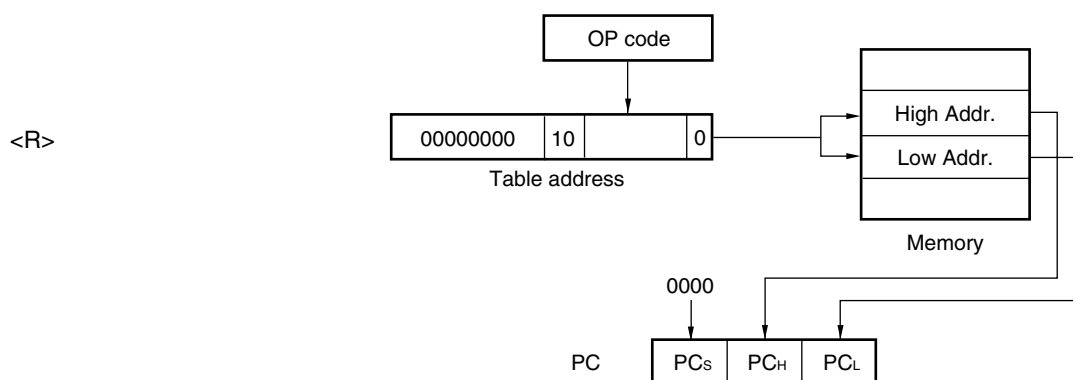 OP code
<R>
00000000 10 0
High Addr.
Low Addr.
Table address
Memory
0000
PC PCS PCH PCL